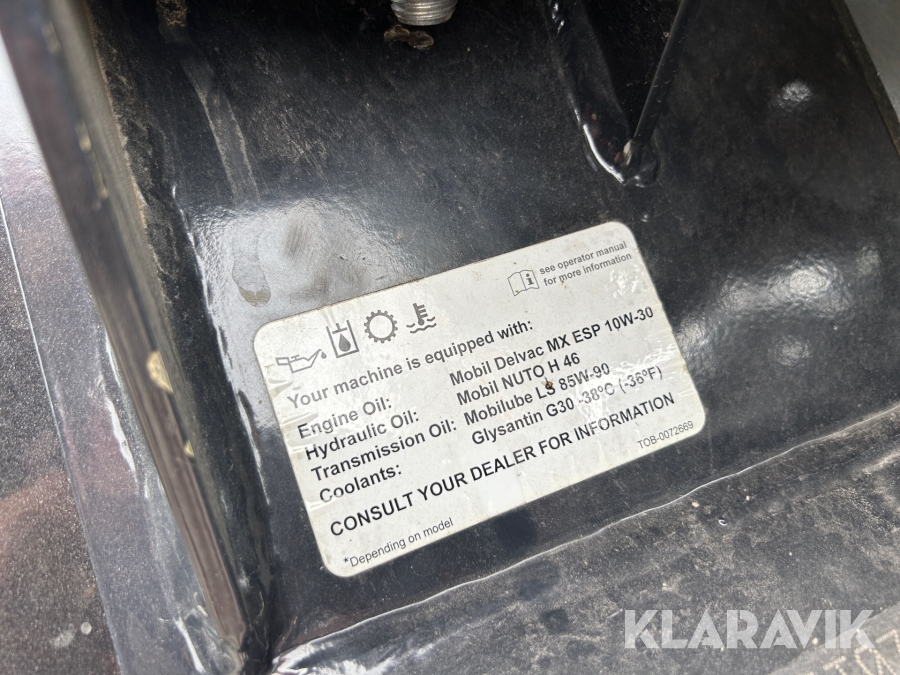 see operator manual
for more information
Your machine is equipped with:
Engine Oil: Mobil Delvac MX ESP 10W-30
Hydraulic Oil: Mobil NUTO H 46
Transmission Oil: Mobilube LS 85W-90
Coolants: Glysantin G30 -38°C (-36°F)
CONSULT YOUR DEALER FOR INFORMATION
*Depending on model
TOB-0072669
KLARAVIK